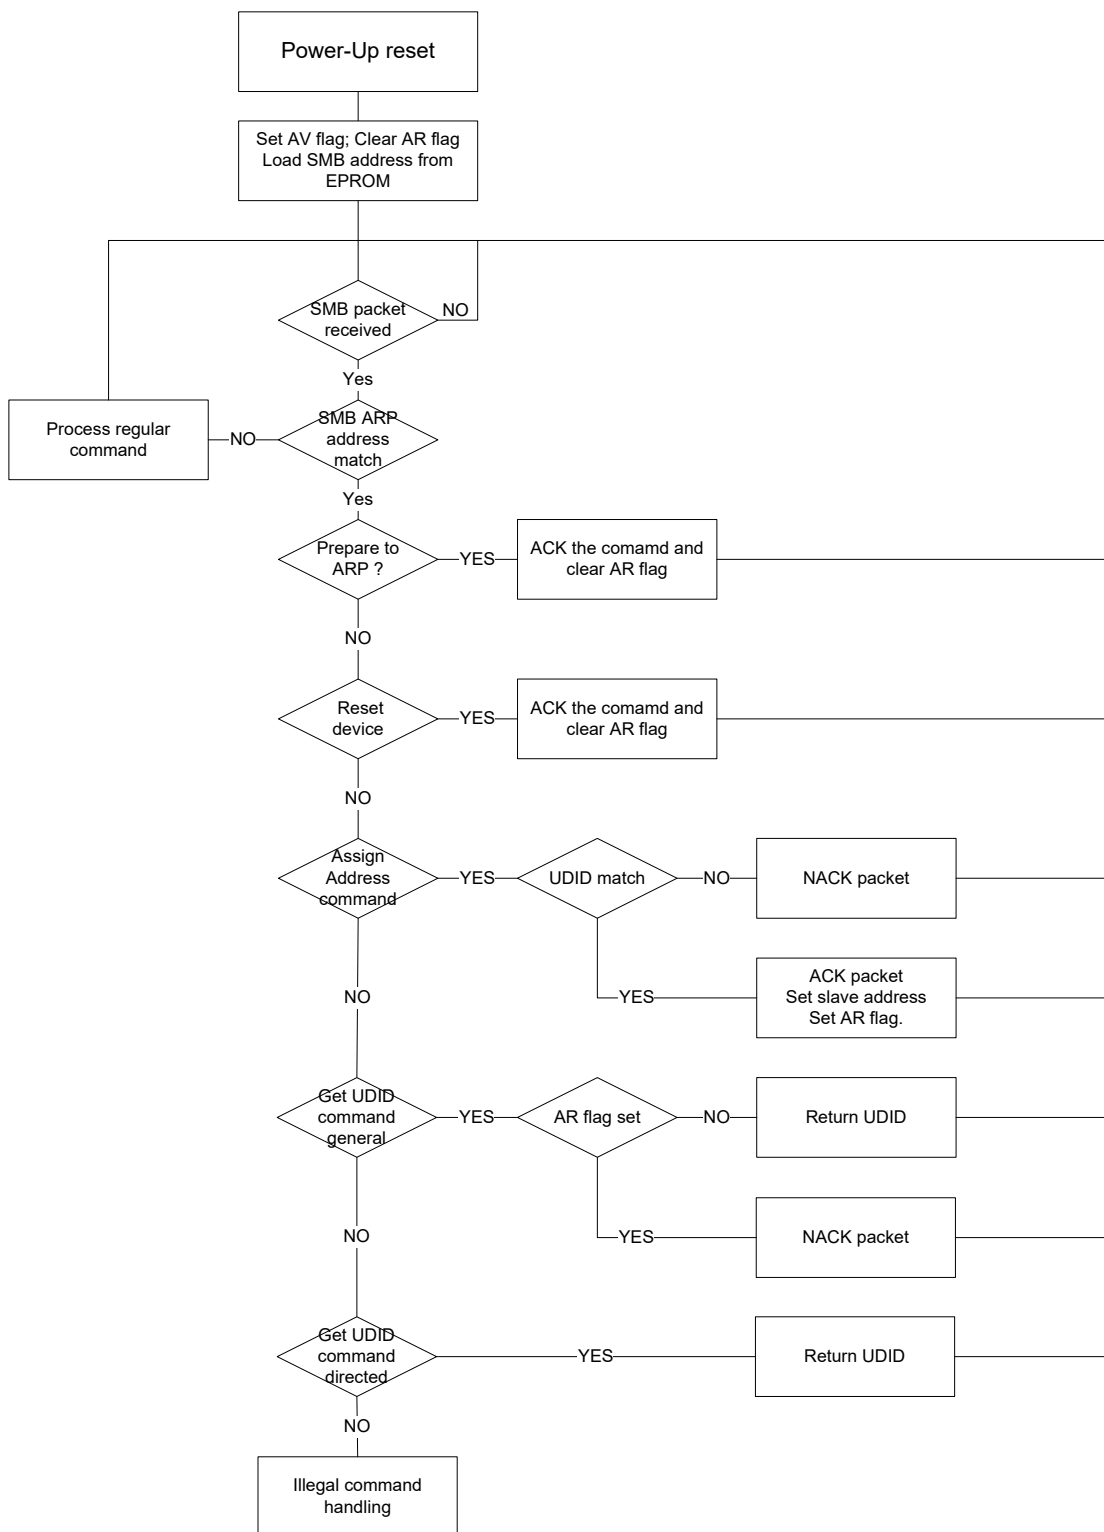 Power-Up reset
Set AV flag; Clear AR flag
Load SMB address from
EPROM
SMB packet
received
NO
Yes
SMB ARP
address
match
NO
Process regular
command
Yes
Prepare to
ARP ?
YES
ACK the comamd and
clear AR flag
NO
Reset
device
YES
ACK the comamd and
clear AR flag
NO
Assign
Address
command
YES
UDID match
NO
NACK packet
YES
ACK packet
Set slave address
Set AR flag.
NO
Get UDID
command
general
YES
AR flag set
NO
Return UDID
YES
NACK packet
NO
Get UDID
command
directed
YES
Return UDID
NO
Illegal command
handling